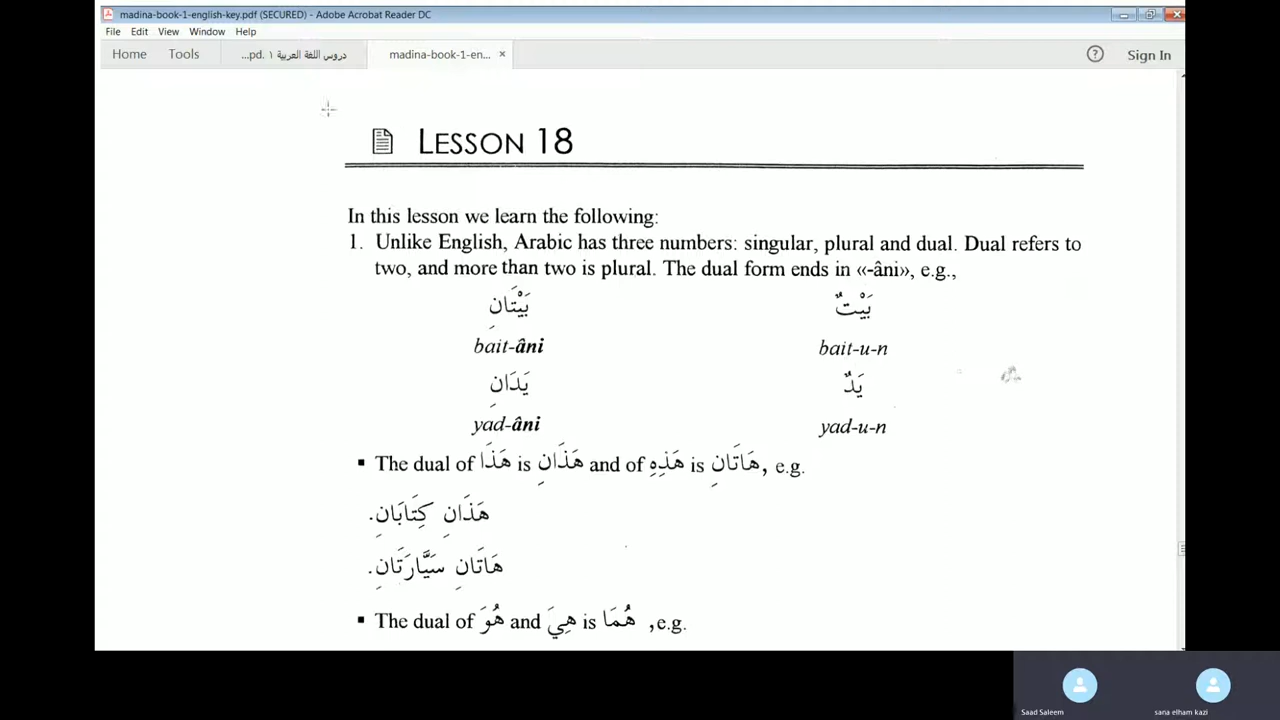 madina-book-1-english-key.pdf (SECURED) - Adobe Acrobat Reader DC
File Edit View Window Help
Home Tools ...pd. ١ دروس اللغة العربية madina-book-1-en... × ? Sign In
LESSON 18
In this lesson we learn the following:
1. Unlike English, Arabic has three numbers: singular, plural and dual. Dual refers to
two, and more than two is plural. The dual form ends in «-âni», e.g.,
بَيْتَانِ بَيْتٌ
bait-âni bait-u-n
يَدَانِ يَدٌ
yad-âni yad-u-n
▪ The dual of هَذَا is هَذَانِ and of هَذِهِ is هَاتَانِ, e.g.
هَذَانِ كِتَابَانِ.
هَاتَانِ سَيَّارَتَانِ.
▪ The dual of هُوَ and هِيَ is هُمَا, e.g.
Saad Saleem sana elham kazi